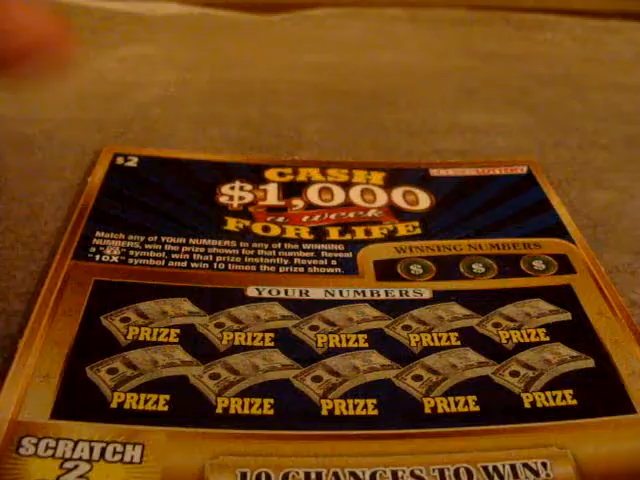 $2
CASH
$1,000
a week
FOR LIFE
Match any of YOUR NUMBERS to any of the WINNING
NUMBERS, win the prize shown for that number. Reveal
a symbol, win that prize instantly. Reveal a
"10X" symbol and win 10 times the prize shown.
WINNING NUMBERS
$ $ $
YOUR NUMBERS
PRIZE PRIZE PRIZE PRIZE PRIZE
PRIZE PRIZE PRIZE PRIZE PRIZE
SCRATCH
2
10 CHANCES TO WIN!